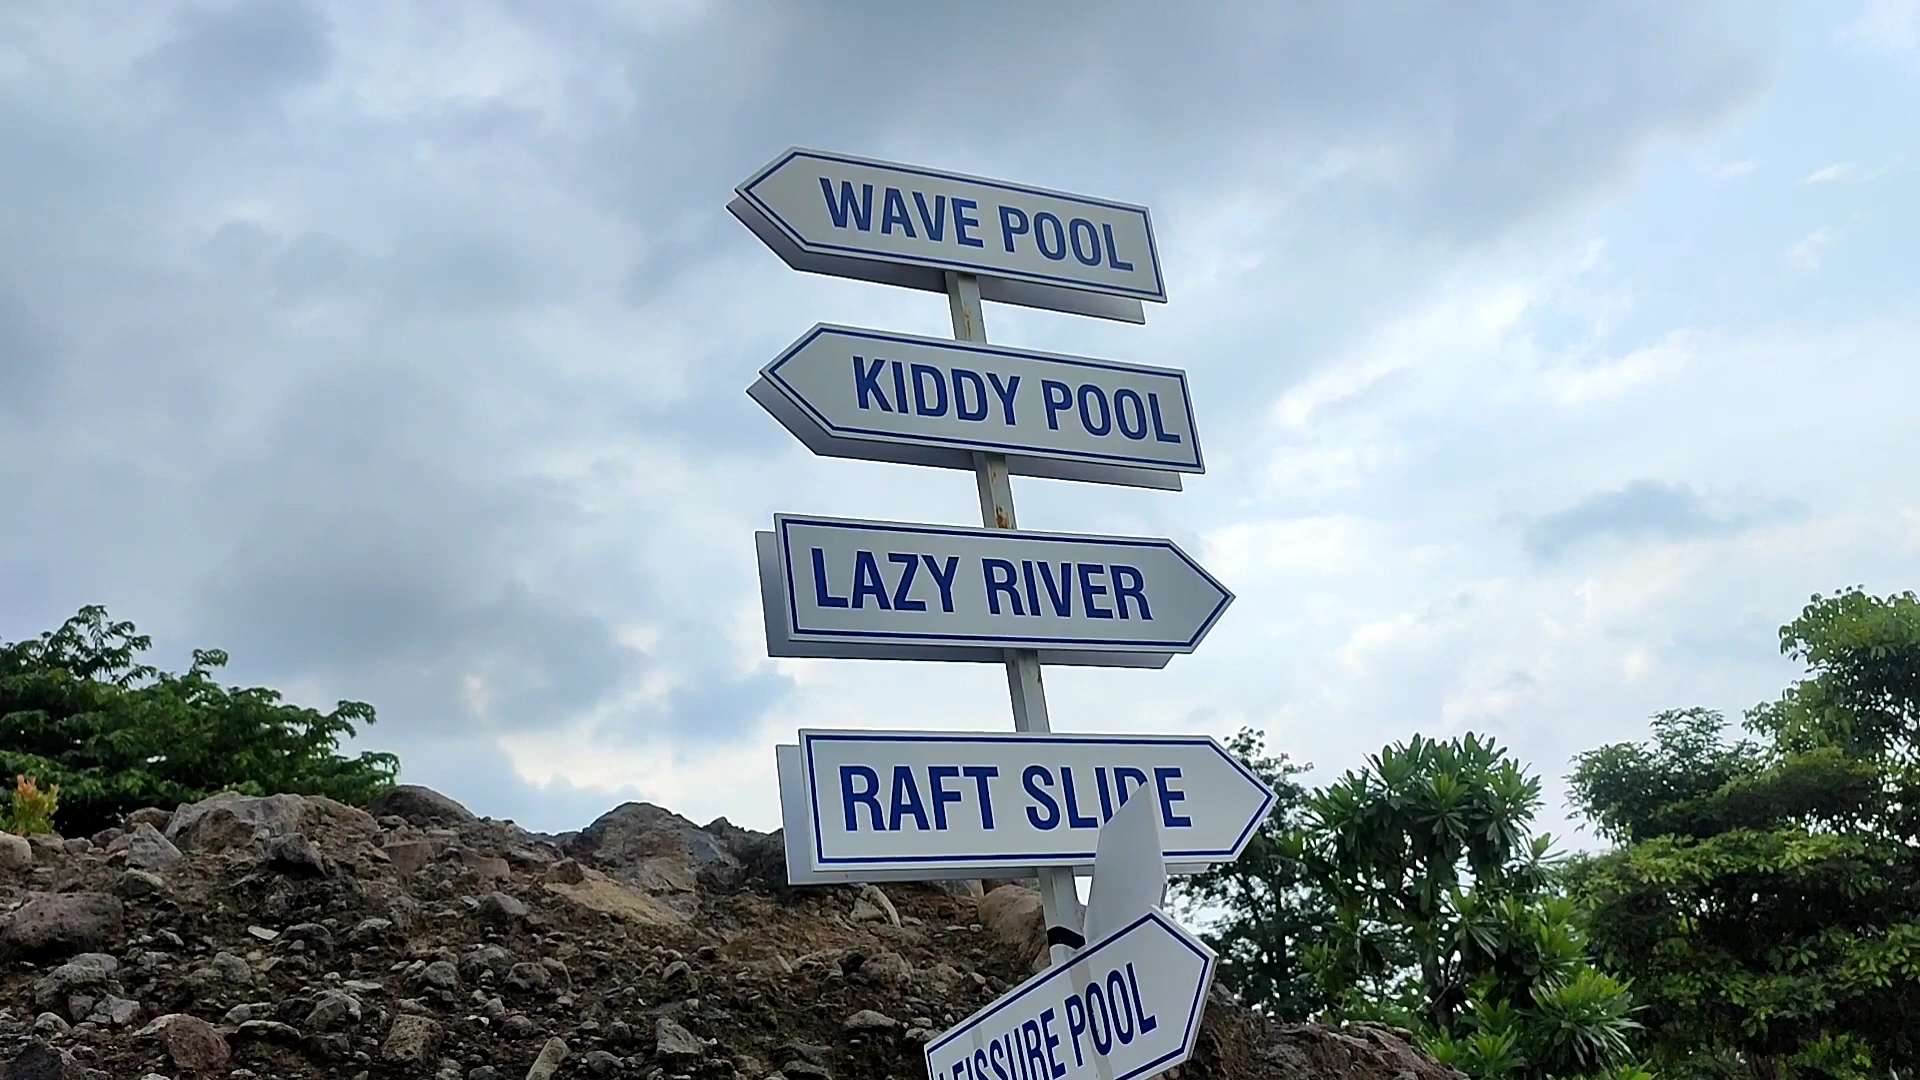 WAVE POOL
KIDDY POOL
LAZY RIVER
RAFT SLIDE
LEISSURE POOL